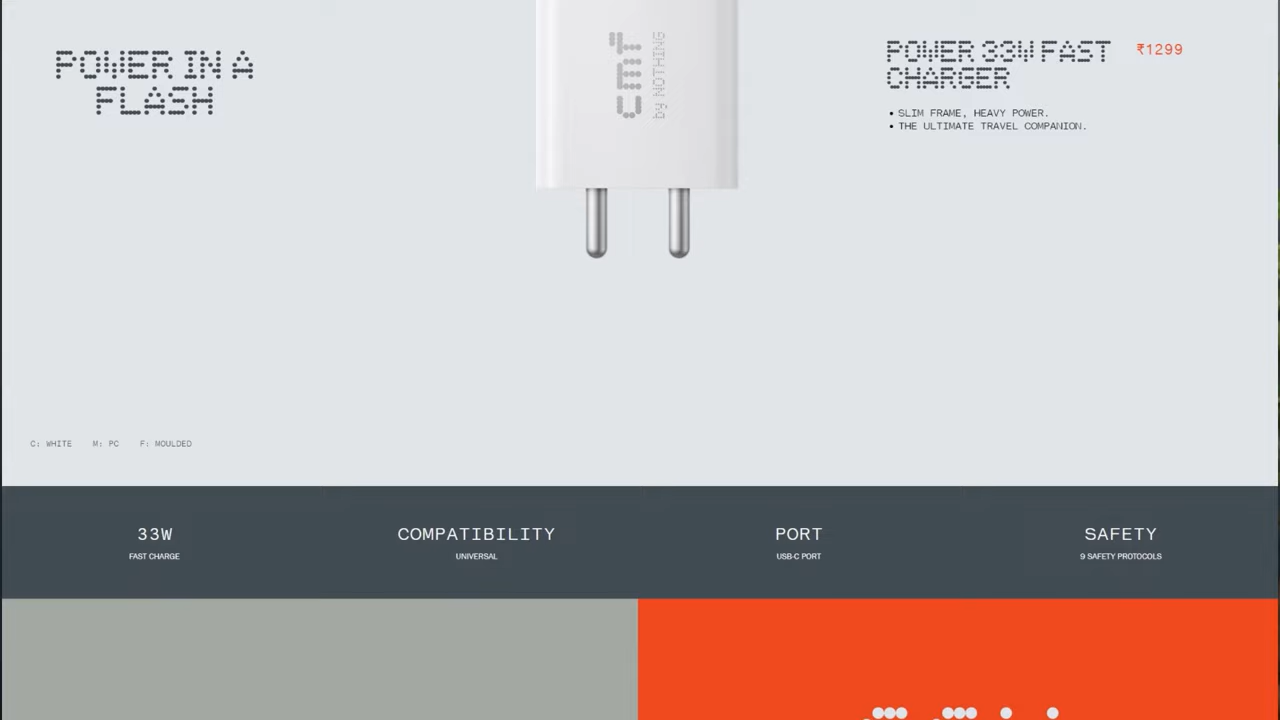 POWER IN A
FLASH
CMF
by NOTHING
POWER 33W FAST
CHARGER
₹1299
• SLIM FRAME, HEAVY POWER.
• THE ULTIMATE TRAVEL COMPANION.
C: WHITE M: PC F: MOULDED
33W
FAST CHARGE
COMPATIBILITY
UNIVERSAL
PORT
USB-C PORT
SAFETY
9 SAFETY PROTOCOLS